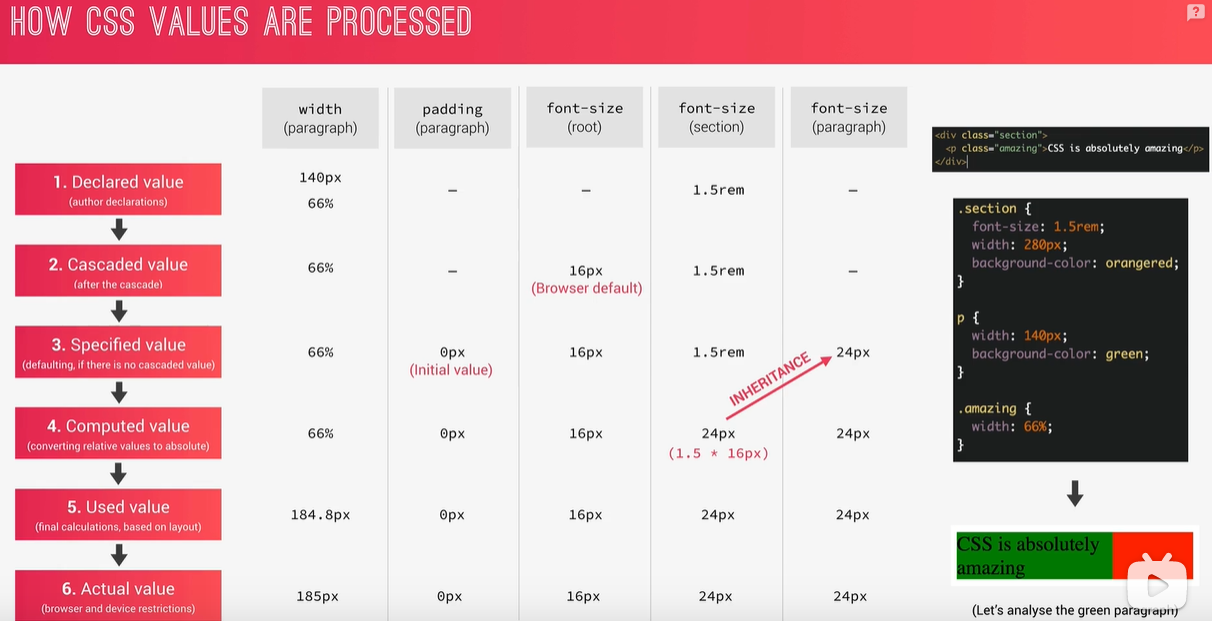 HOW CSS VALUES ARE PROCESSED
?
width
(paragraph)
padding
(paragraph)
font-size
(root)
font-size
(section)
font-size
(paragraph)
1. Declared value
(author declarations)
140px
66%
–
–
1.5rem
–
2. Cascaded value
(after the cascade)
66%
–
16px
(Browser default)
1.5rem
–
3. Specified value
(defaulting, if there is no cascaded value)
66%
0px
(Initial value)
16px
1.5rem
24px
INHERITANCE
4. Computed value
(converting relative values to absolute)
66%
0px
16px
24px
(1.5 * 16px)
24px
5. Used value
(final calculations, based on layout)
184.8px
0px
16px
24px
24px
6. Actual value
(browser and device restrictions)
185px
0px
16px
24px
24px
<div class="section">
  <p class="amazing">CSS is absolutely amazing</p>
</div>
.section {
  font-size: 1.5rem;
  width: 280px;
  background-color: orangered;
}
p {
  width: 140px;
  background-color: green;
}
.amazing {
  width: 66%;
}
CSS is absolutely
amazing
(Let's analyse the green paragraph)